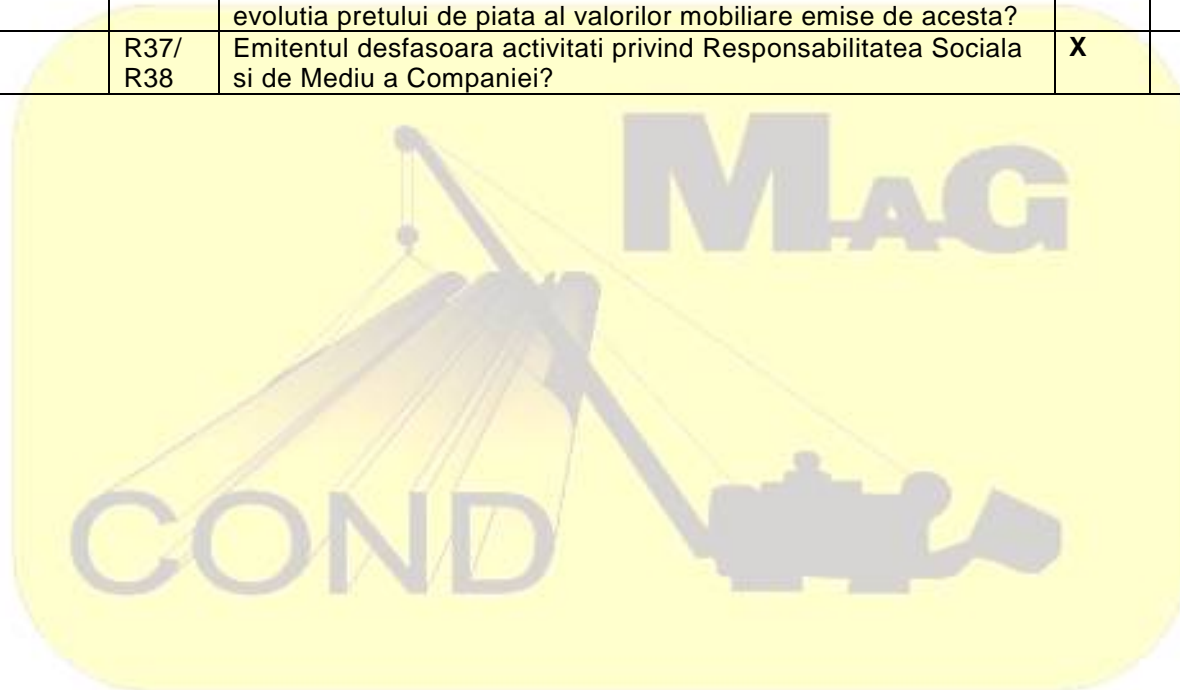 evolutia pretului de piata al valorilor mobiliare emise de acesta?
R37/ Emitentul desfasoara activitati privind Responsabilitatea Sociala X
R38 si de Mediu a Companiei?
MAG
COND